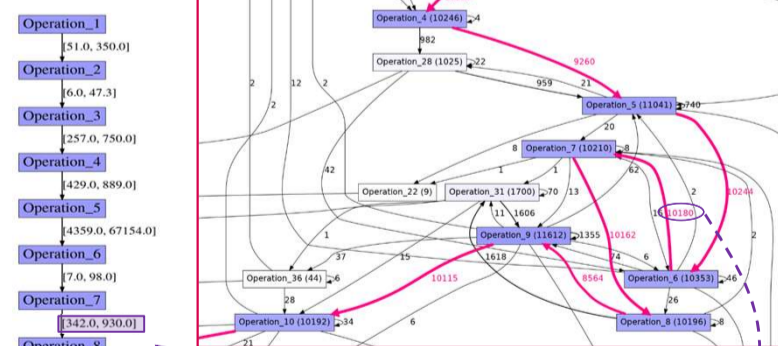 Operation_1
[51.0, 350.0]
Operation_2
[6.0, 47.3]
Operation_3
[257.0, 750.0]
Operation_4
[429.0, 889.0]
Operation_5
[4359.0, 67154.0]
Operation_6
[7.0, 98.0]
Operation_7
[342.0, 930.0]
Operation_8
Operation_4 (10246)
4
982
Operation_28 (1025)
22
9260
959
21
2
12
2
2
Operation_5 (11041)
740
20
8
Operation_7 (10210)
8
42
1
1
62
Operation_22 (9)
Operation_31 (1700)
70
13
2
10244
11
1606
10180
1
Operation_9 (11612)
1355
10162
2
37
15
1618
74
6
Operation_36 (44)
6
10115
8564
Operation_6 (10353)
46
28
26
Operation_10 (10192)
34
6
Operation_8 (10196)
8
21